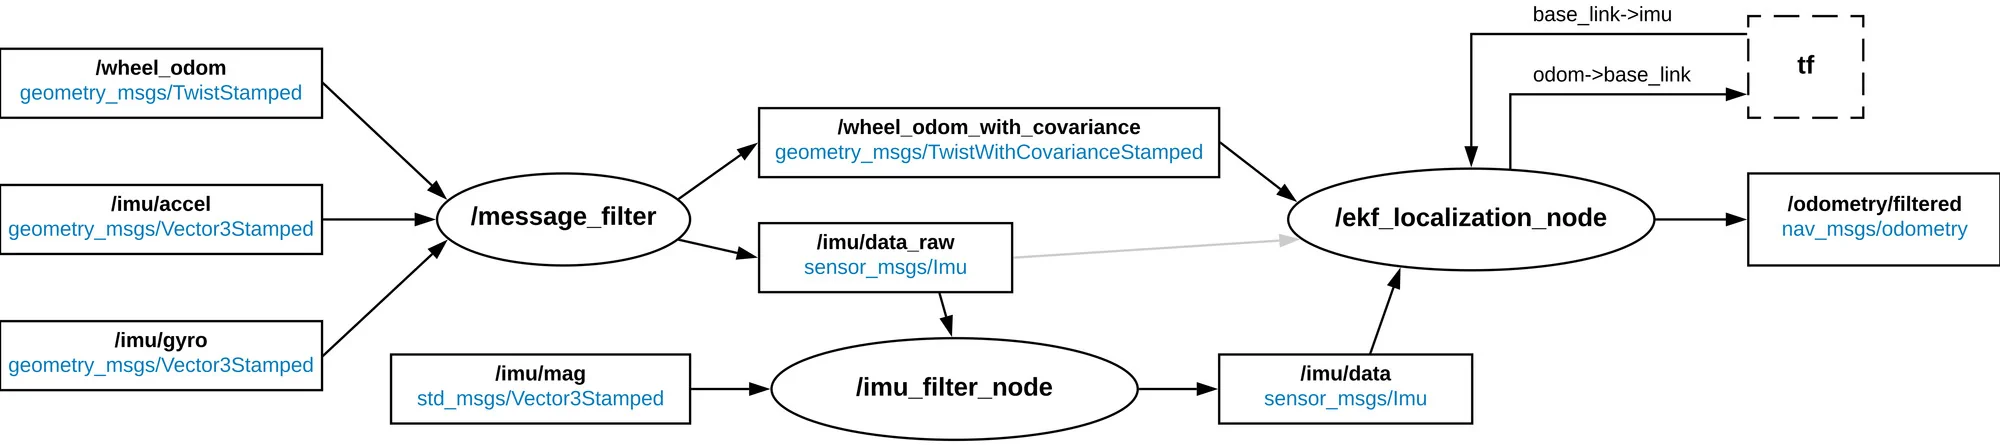 base_link->imu
/wheel_odom
geometry_msgs/TwistStamped
tf
odom->base_link
/wheel_odom_with_covariance
geometry_msgs/TwistWithCovarianceStamped
/imu/accel
geometry_msgs/Vector3Stamped
/message_filter
/ekf_localization_node
/odometry/filtered
nav_msgs/odometry
/imu/data_raw
sensor_msgs/Imu
/imu/gyro
geometry_msgs/Vector3Stamped
/imu/mag
std_msgs/Vector3Stamped
/imu_filter_node
/imu/data
sensor_msgs/Imu